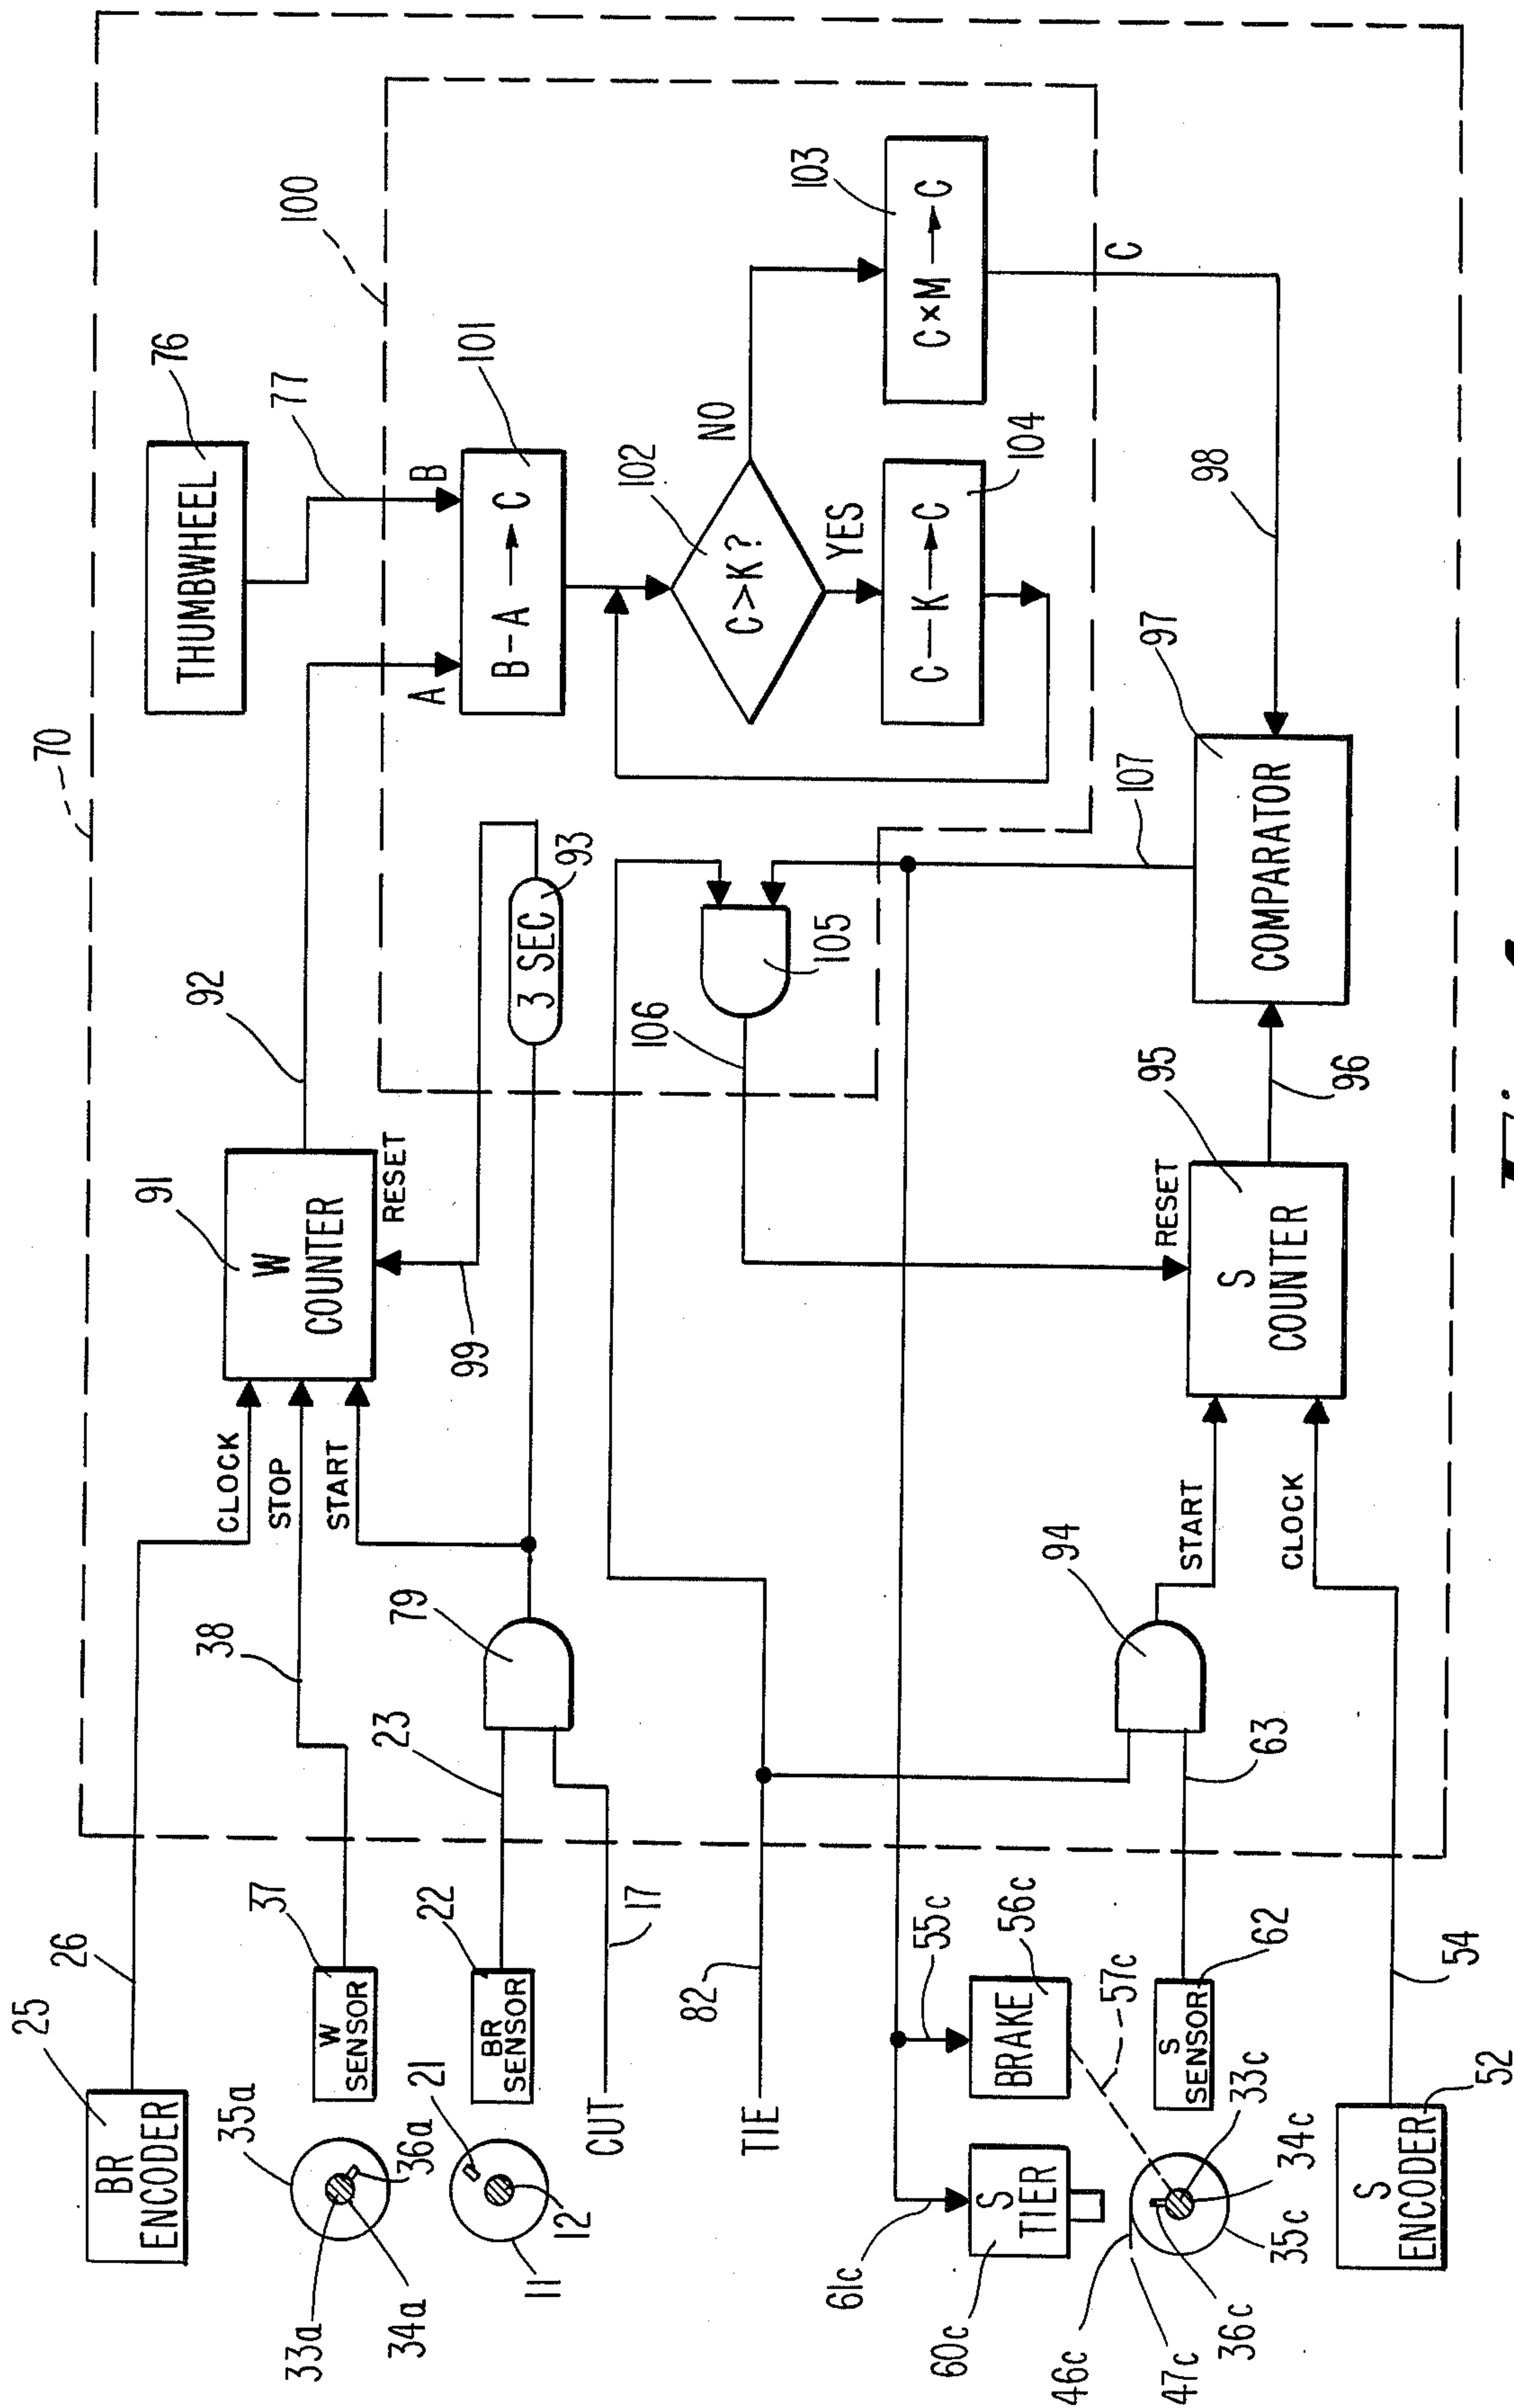 70
THUMBWHEEL
76
77
100
91
W
COUNTER
92
CLOCK
STOP
START
RESET
99
A
B
101
B-A → C
102
C>K?
NO
YES
103
C×M → C
104
C-K → C
C
98
3 SEC
93
105
106
107
97
COMPARATOR
96
95
S
COUNTER
RESET
START
CLOCK
94
79
38
23
63
25
BR
ENCODER
26
35a
33a
34a
36a
37
W
SENSOR
21
22
BR
SENSOR
11
12
CUT
17
TIE
82
61c
60c
S
TIER
55c
BRAKE
56c
57c
46c
47c
36c
35c
34c
33c
S
SENSOR
62
S
ENCODER
52
54